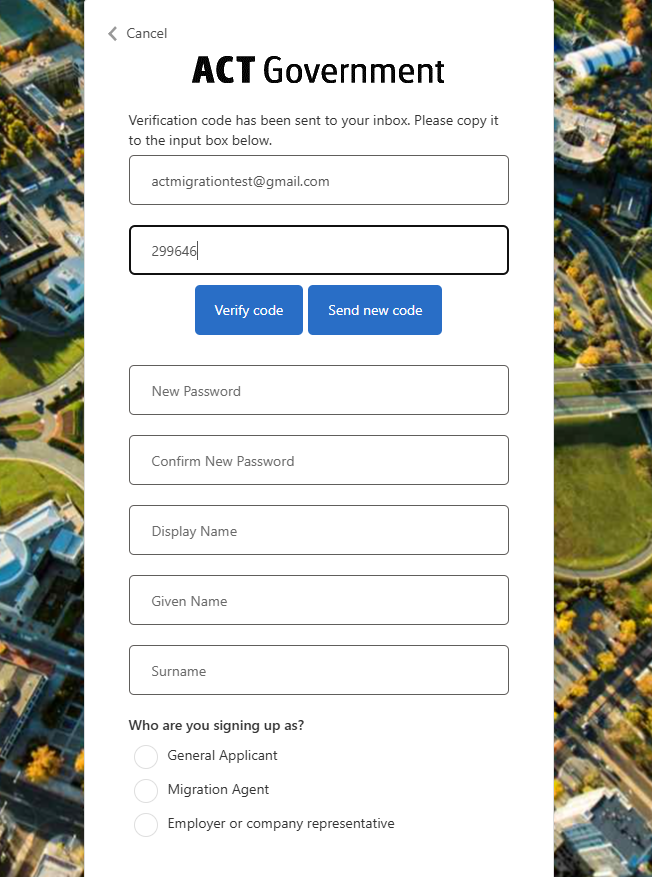 Cancel
ACT Government
Verification code has been sent to your inbox. Please copy it
to the input box below.
actmigrationtest@gmail.com
299646
Verify code
Send new code
New Password
Confirm New Password
Display Name
Given Name
Surname
Who are you signing up as?
General Applicant
Migration Agent
Employer or company representative